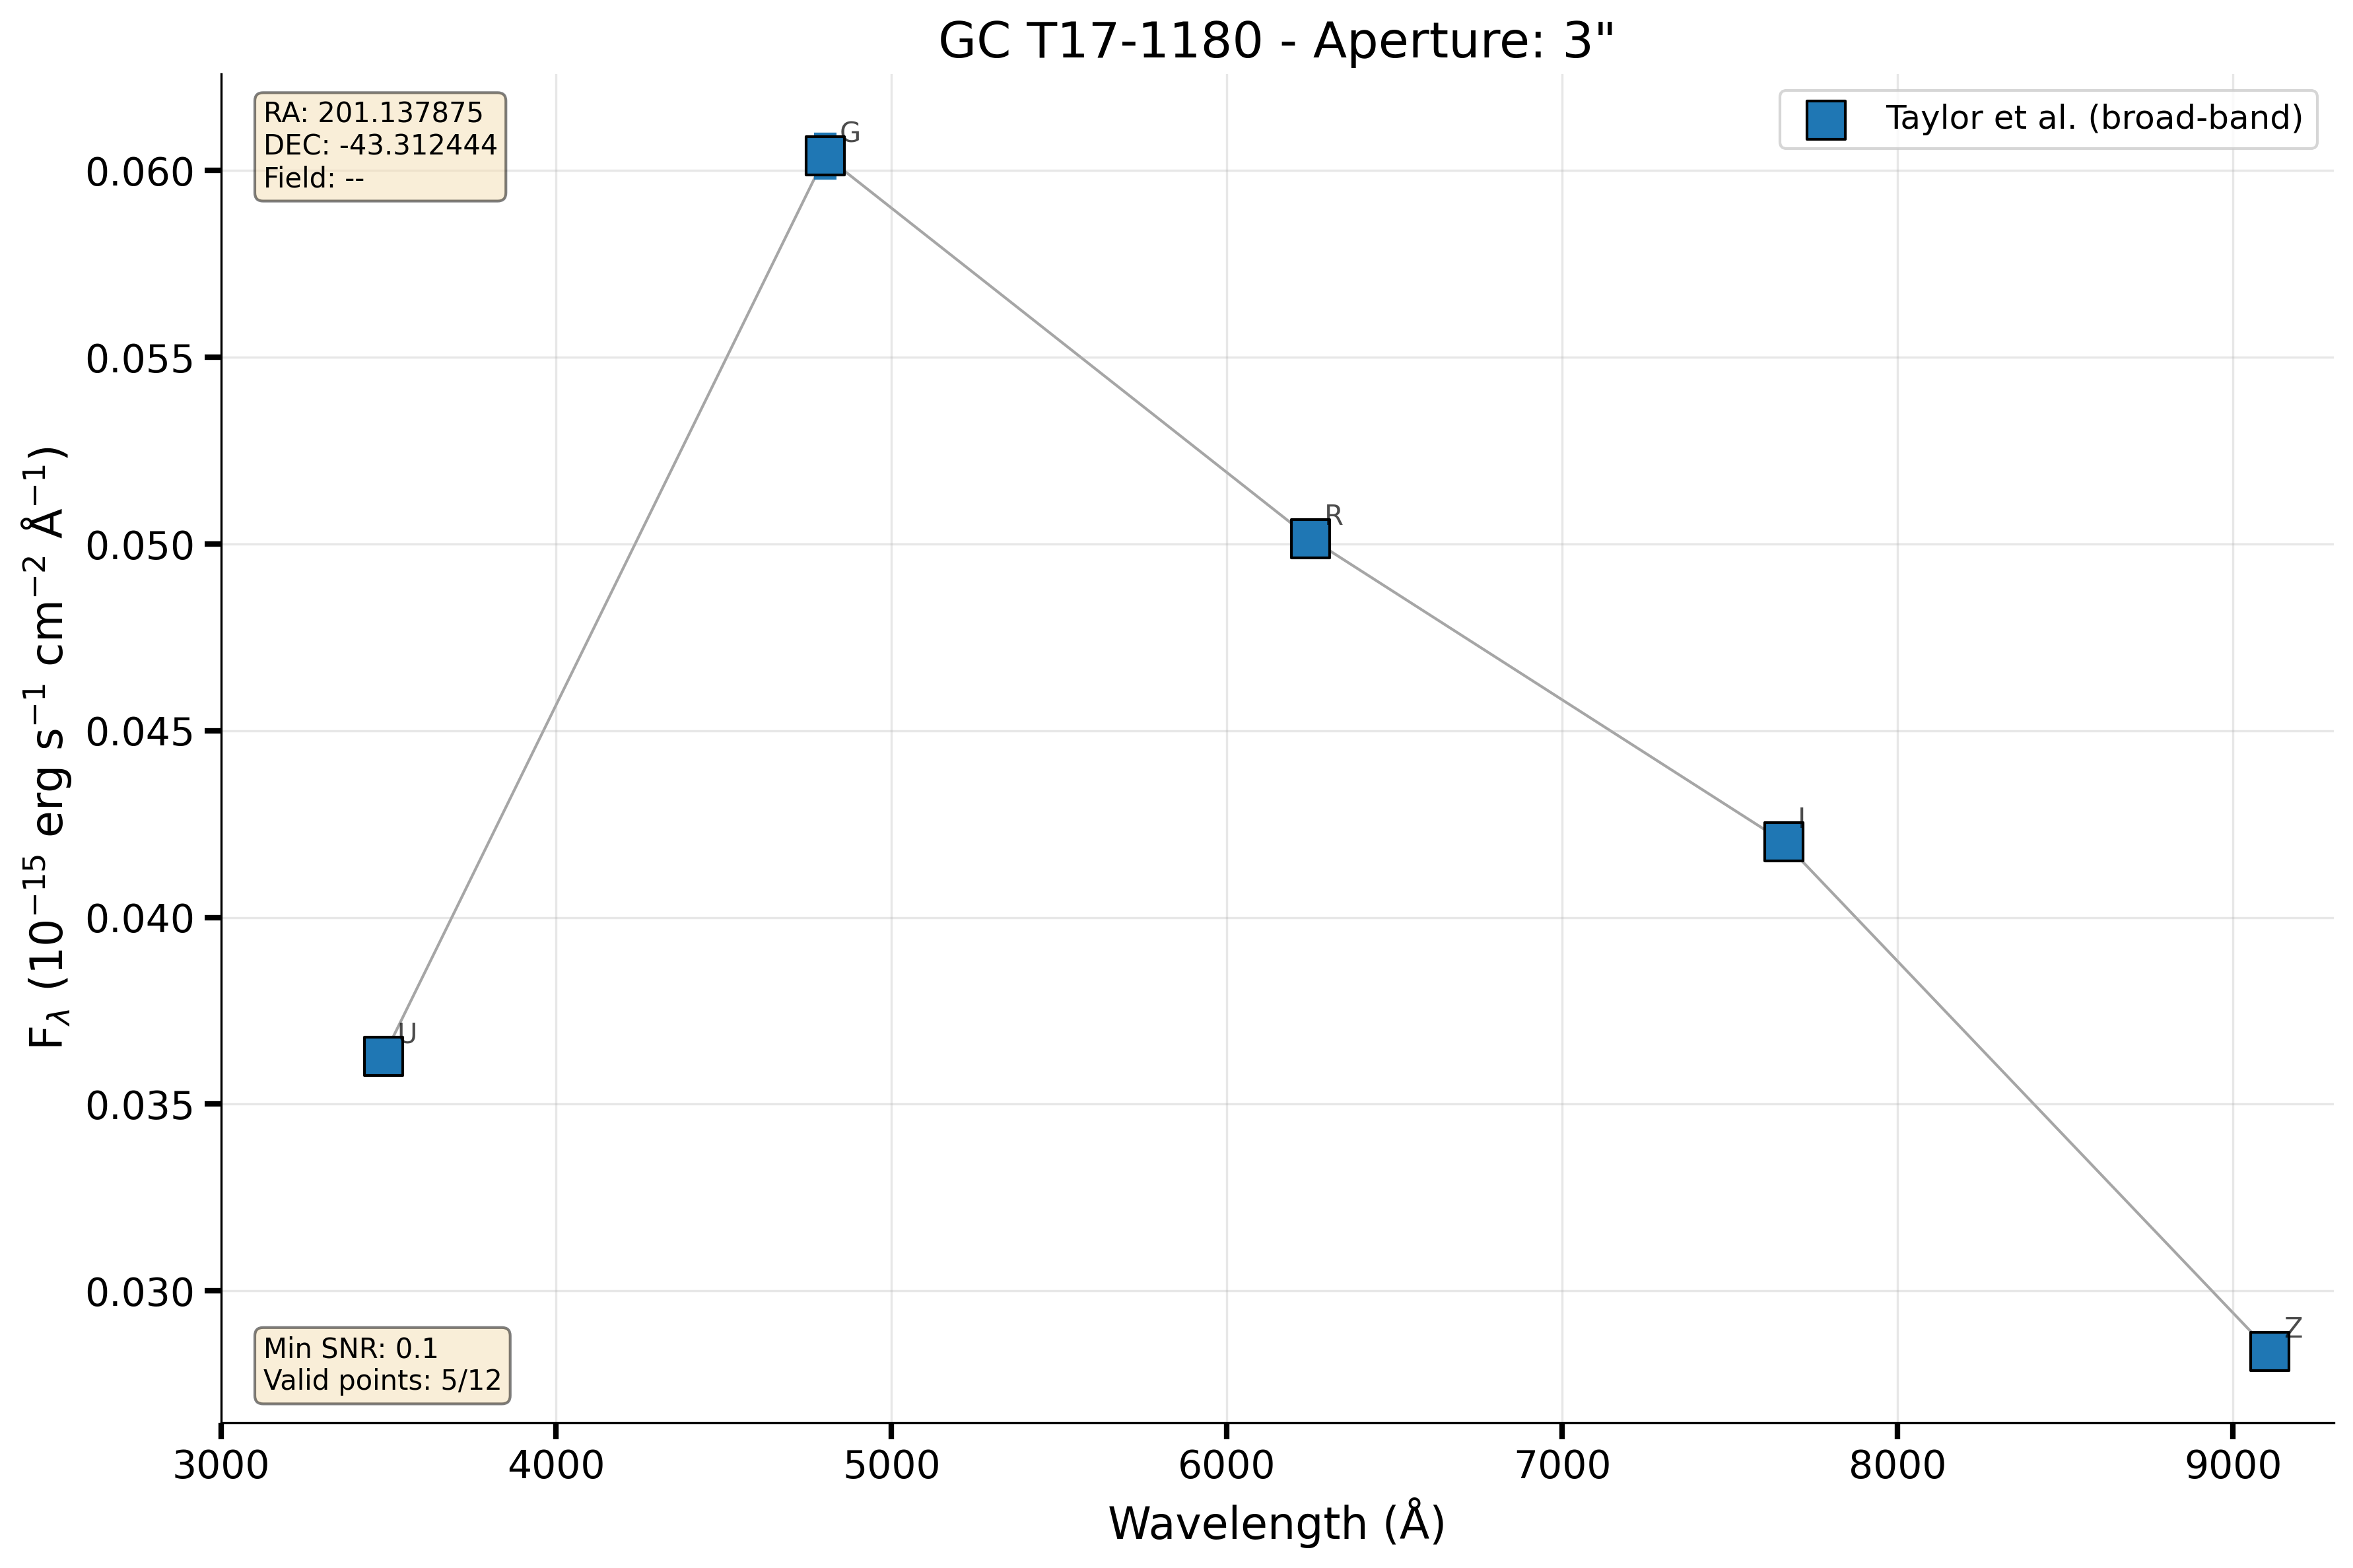 GC T17-1180 - Aperture: 3"
RA: 201.137875
DEC: -43.312444
Field: --
Taylor et al. (broad-band)
G
R
I
U
Z
0.060
0.055
0.050
0.045
0.040
0.035
0.030
F_λ (10⁻¹⁵ erg s⁻¹ cm⁻² Å⁻¹)
Min SNR: 0.1
Valid points: 5/12
3000 4000 5000 6000 7000 8000 9000
Wavelength (Å)